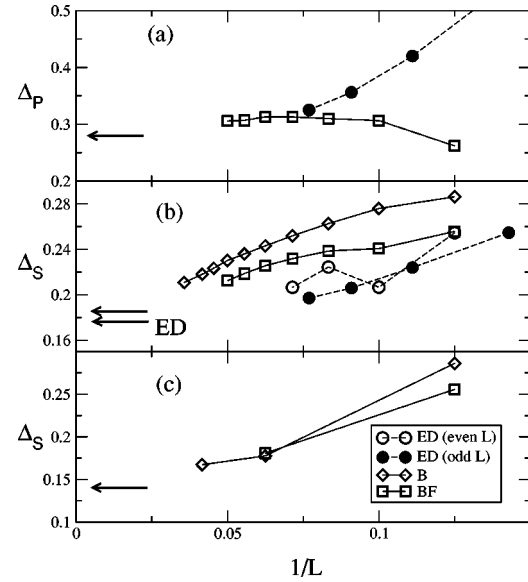 0.5
(a)
0.4
Δ_P
0.3
0.2
0.28
(b)
0.24
Δ_S
0.2
ED
0.16
(c)
0.25
Δ_S
0.2
ED (even L)
ED (odd L)
0.15
B
BF
0.1
0 0.05 0.1
1/L